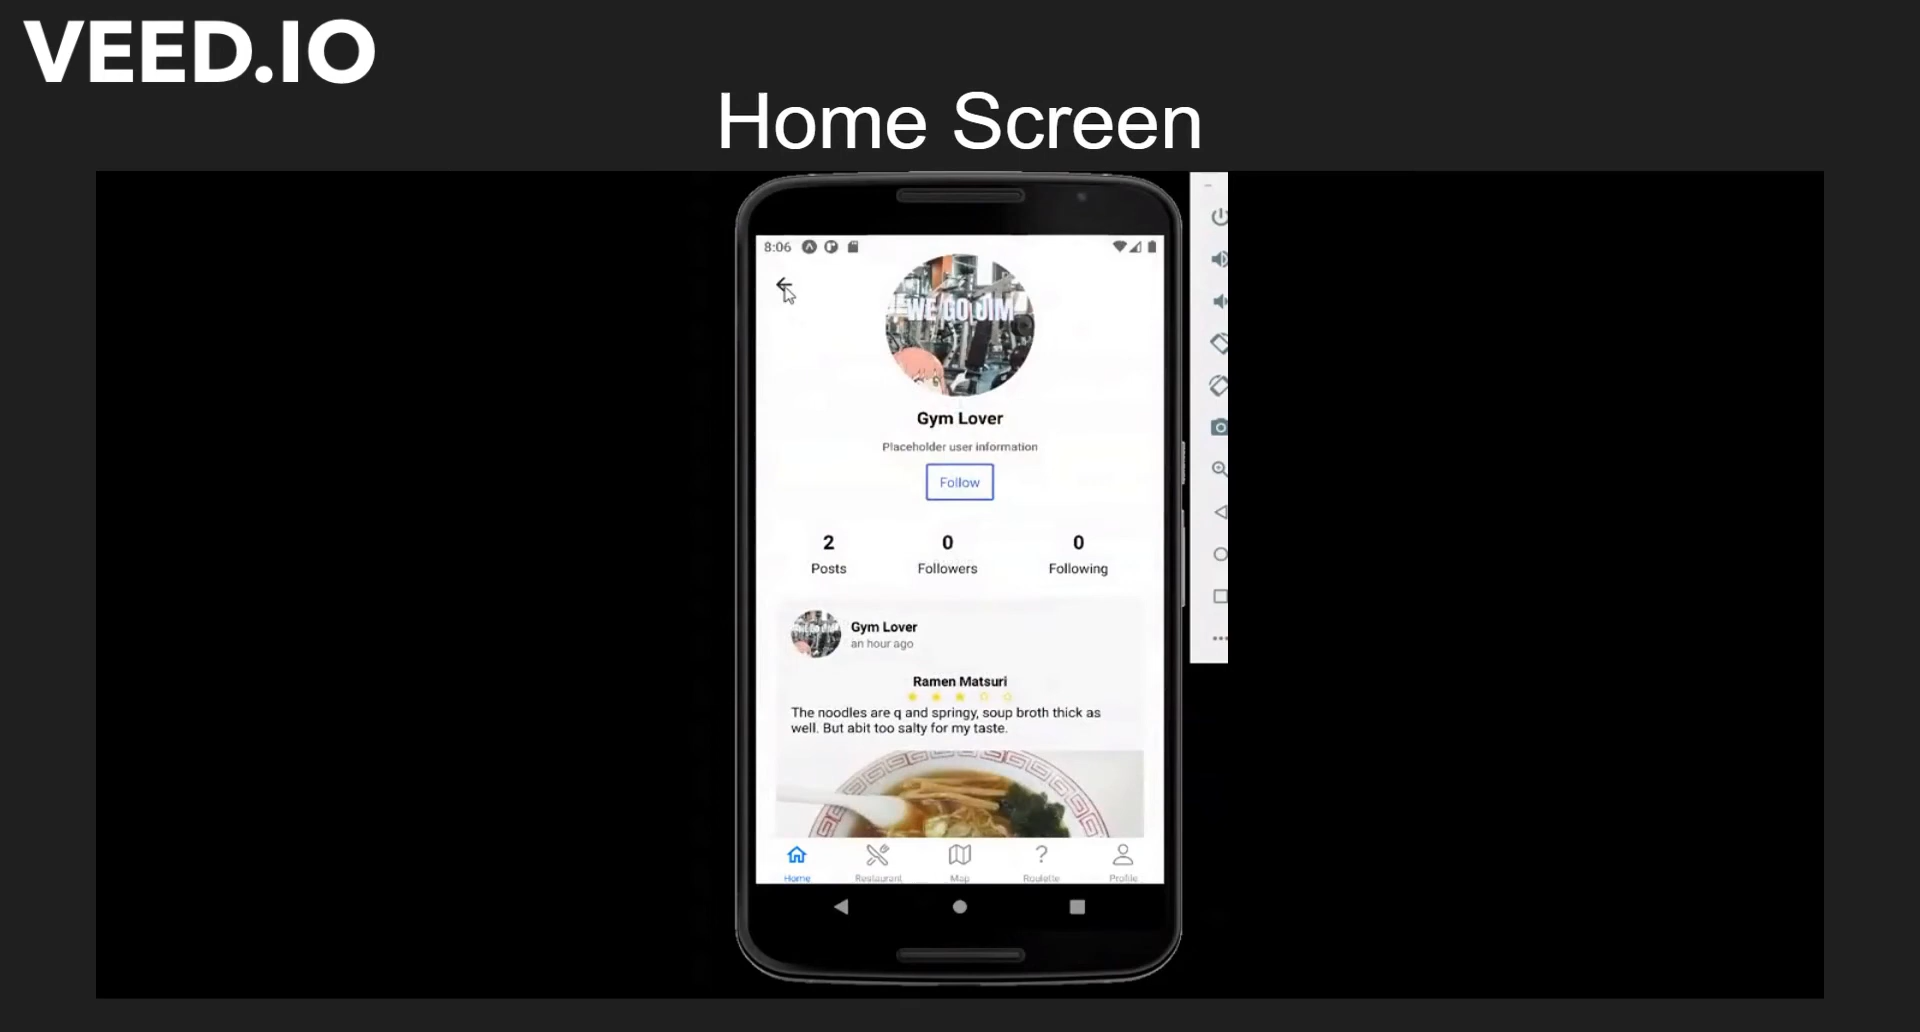 VEED.IO
Home Screen
8:06
WE GO JIM
Gym Lover
Placeholder user information
Follow
2 0 0
Posts Followers Following
Gym Lover
an hour ago
Ramen Matsuri
The noodles are q and springy, soup broth thick as
well. But abit too salty for my taste.
Home Restaurant Map Roulette Profile